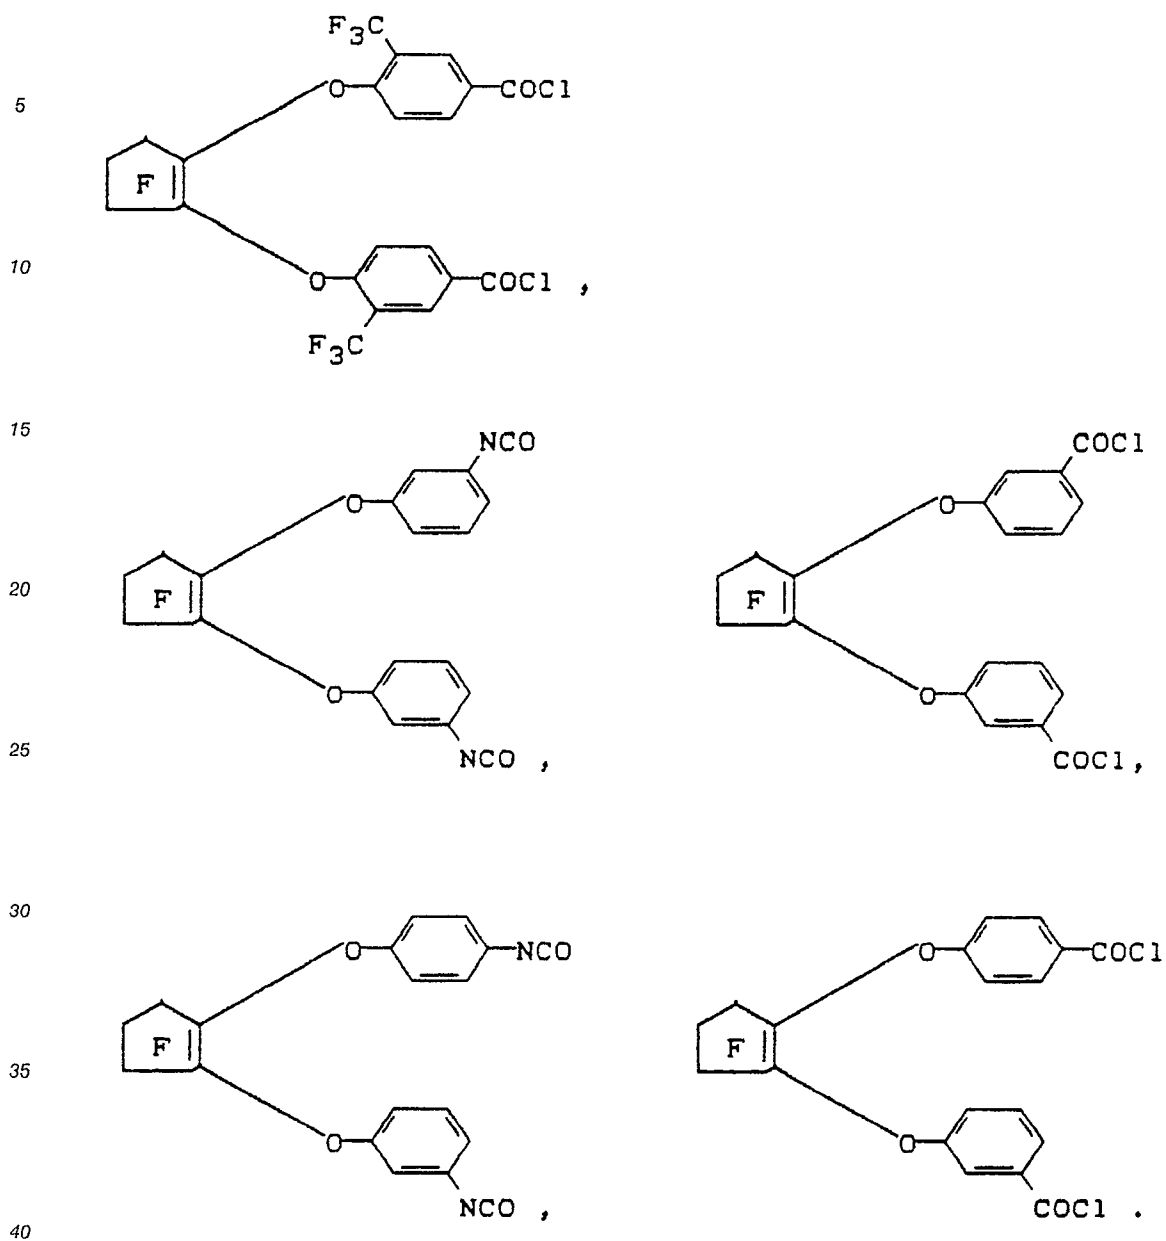 F₃C
5 O COCl
F
10 O COCl ,
F₃C
15 NCO COCl
O O
20 F F
O O
25 NCO , COCl,
30 O NCO O COCl
35 F F
O O
NCO , COCl .
40